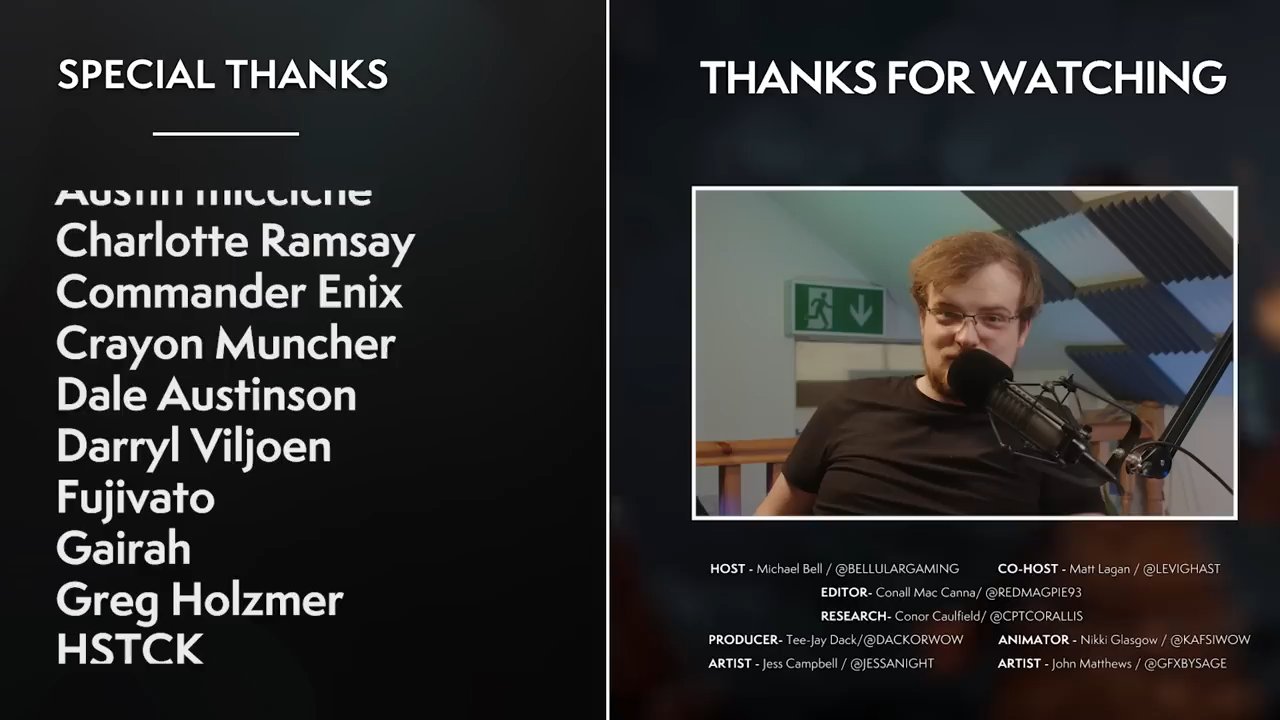 SPECIAL THANKS
Austin micciche
Charlotte Ramsay
Commander Enix
Crayon Muncher
Dale Austinson
Darryl Viljoen
Fujivato
Gairah
Greg Holzmer
HSTCK
THANKS FOR WATCHING
HOST - Michael Bell / @BELLULARGAMING CO-HOST - Matt Lagan / @LEVIGHAST
EDITOR- Conall Mac Canna/ @REDMAGPIE93
RESEARCH- Conor Caulfield/ @CPTCORALLIS
PRODUCER- Tee-Jay Dack/@DACKORWOW ANIMATOR - Nikki Glasgow / @KAFSIWOW
ARTIST - Jess Campbell / @JESSANIGHT ARTIST - John Matthews / @GFXBYSAGE